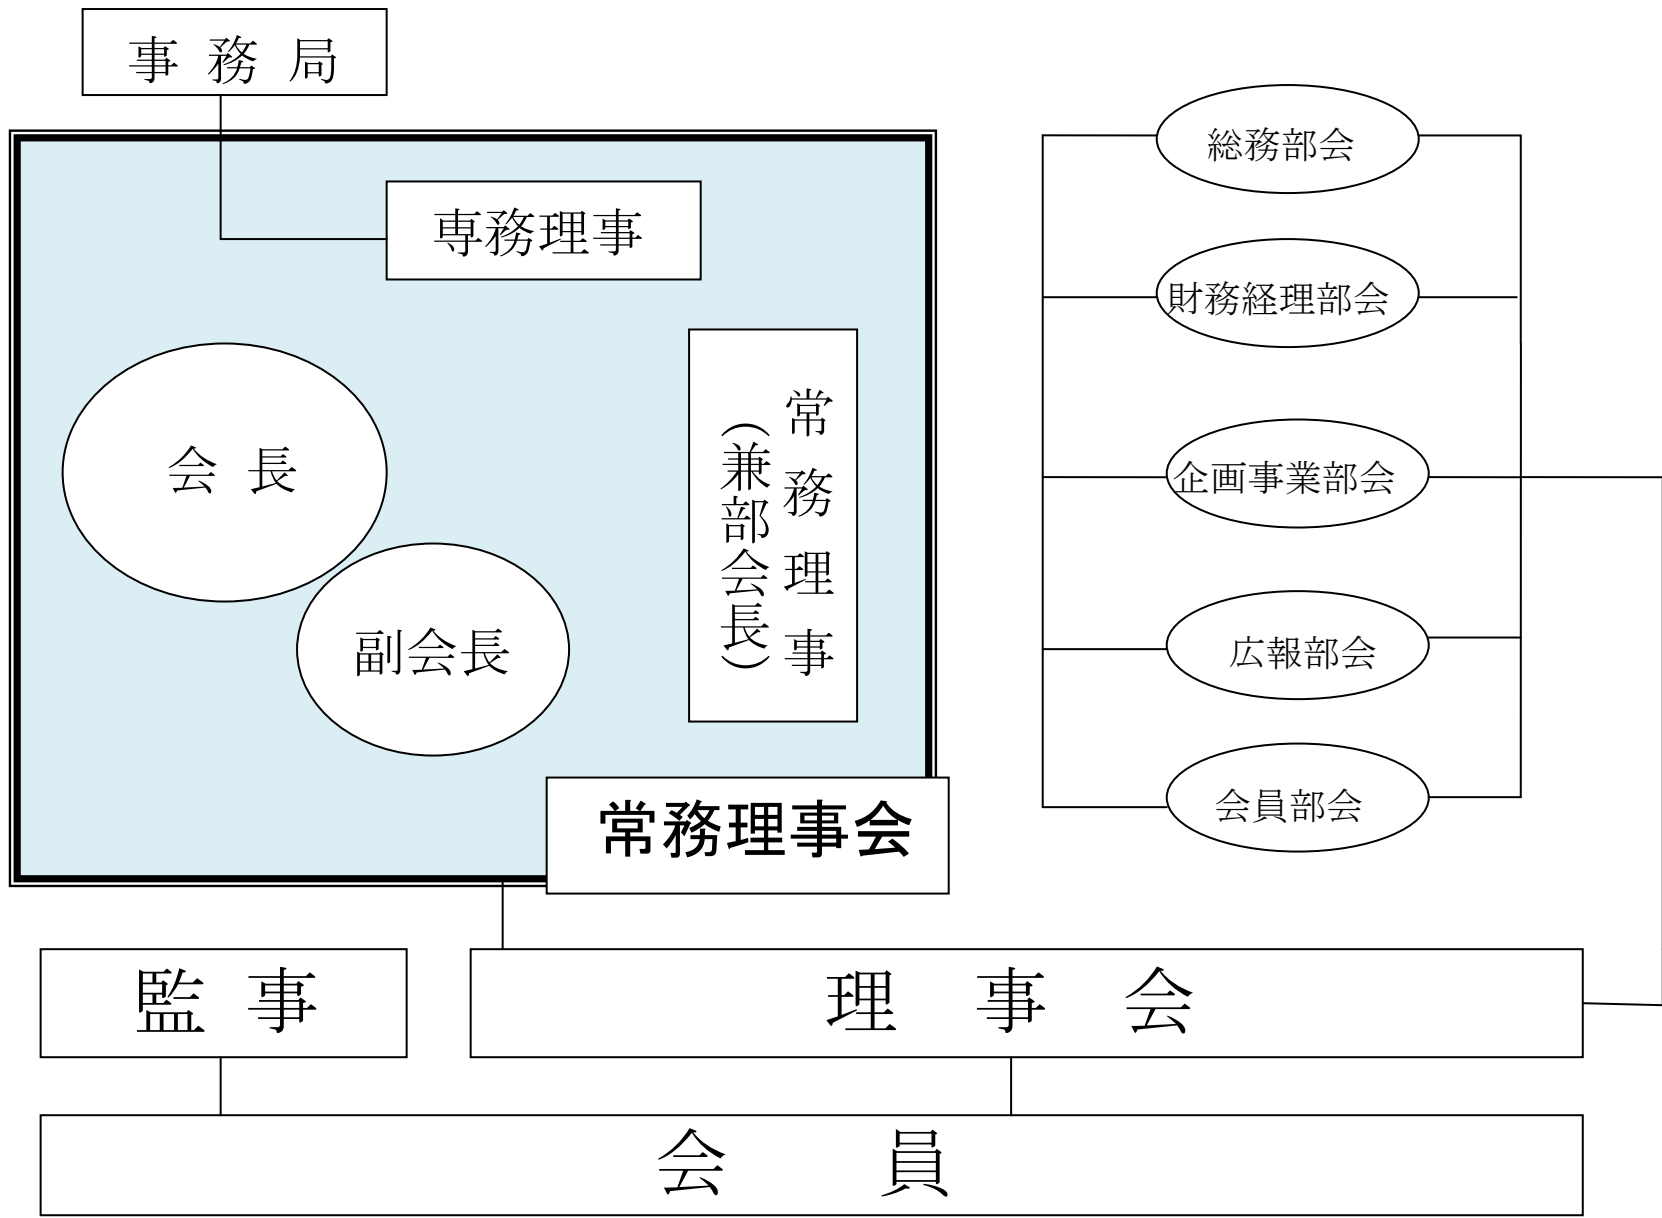 事 務 局
専務理事
会 長
副会長
常 務 理 事
（兼部会長）
常務理事会
総務部会
財務経理部会
企画事業部会
広報部会
会員部会
監 事
理 事 会
会 員